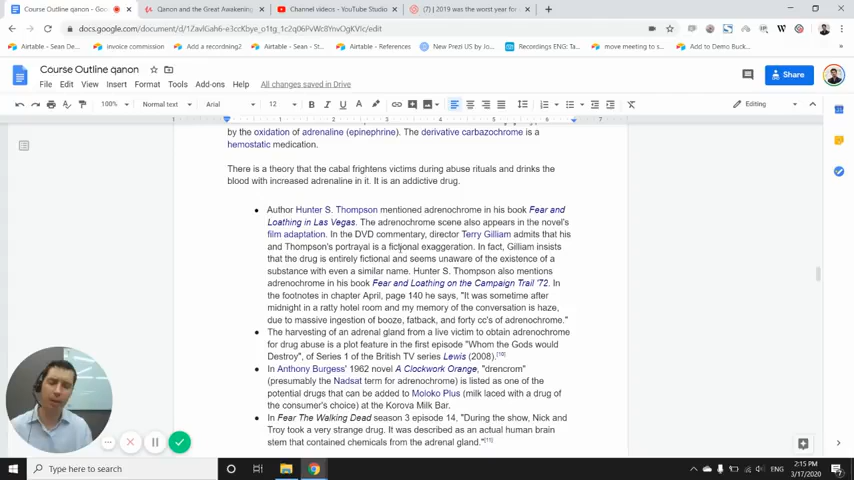 Course Outline qanon - Goo
Qanon and the Great Awakening
Channel videos - YouTube Studio
(7) | 2019 was the worst year for
docs.google.com/document/d/1ZavlGah6-e3ccKbye_o1tg_1c2q06PvWc8YnvOgKVIc/edit
Airtable - Sean De...
invoice commission
Add a recordning2
Airtable - Sean - St...
Airtable - References
New Prezi US by Jo...
Recordings ENG: Ta...
move meeting to s...
Add to Demo Buck...
Course Outline qanon
Share
File Edit View Insert Format Tools Add-ons Help All changes saved in Drive
100% Normal text Arial 12 Editing
by the oxidation of adrenaline (epinephrine). The derivative carbazochrome is a
hemostatic medication.
There is a theory that the cabal frightens victims during abuse rituals and drinks the
blood with increased adrenaline in it. It is an addictive drug.
● Author Hunter S. Thompson mentioned adrenochrome in his book Fear and
Loathing in Las Vegas. The adrenochrome scene also appears in the novel's
film adaptation. In the DVD commentary, director Terry Gilliam admits that his
and Thompson's portrayal is a fictional exaggeration. In fact, Gilliam insists
that the drug is entirely fictional and seems unaware of the existence of a
substance with even a similar name. Hunter S. Thompson also mentions
adrenochrome in his book Fear and Loathing on the Campaign Trail '72. In
the footnotes in chapter April, page 140 he says, "It was sometime after
midnight in a ratty hotel room and my memory of the conversation is haze,
due to massive ingestion of booze, fatback, and forty cc's of adrenochrome."
● The harvesting of an adrenal gland from a live victim to obtain adrenochrome
for drug abuse is a plot feature in the first episode "Whom the Gods would
Destroy", of Series 1 of the British TV series Lewis (2008).[10]
● In Anthony Burgess' 1962 novel A Clockwork Orange, "drencrom"
(presumably the Nadsat term for adrenochrome) is listed as one of the
potential drugs that can be added to Moloko Plus (milk laced with a drug of
the consumer's choice) at the Korova Milk Bar.
● In Fear The Walking Dead season 3 episode 14, "During the show, Nick and
Troy took a very strange drug. It was described as an actual human brain
stem that contained chemicals from the adrenal gland."[11]
Type here to search
ENG
2:15 PM
3/17/2020